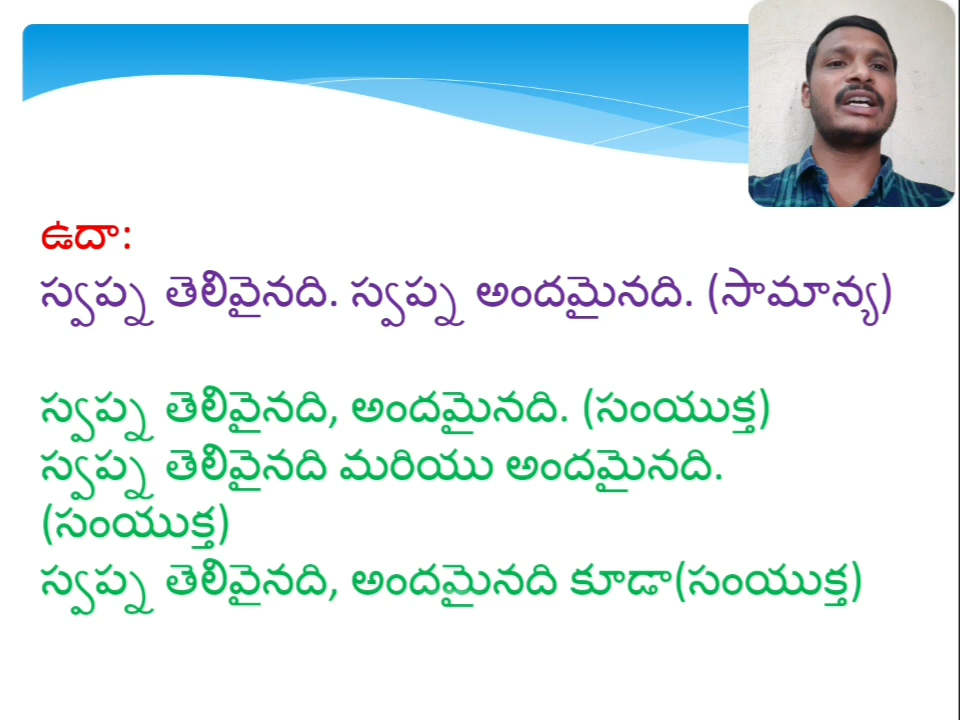 ఉదా:
స్వప్న తెలివైనది. స్వప్న అందమైనది. (సామాన్య)
స్వప్న తెలివైనది, అందమైనది. (సంయుక్త)
స్వప్న తెలివైనది మరియు అందమైనది.
(సంయుక్త)
స్వప్న తెలివైనది, అందమైనది కూడా(సంయుక్త)